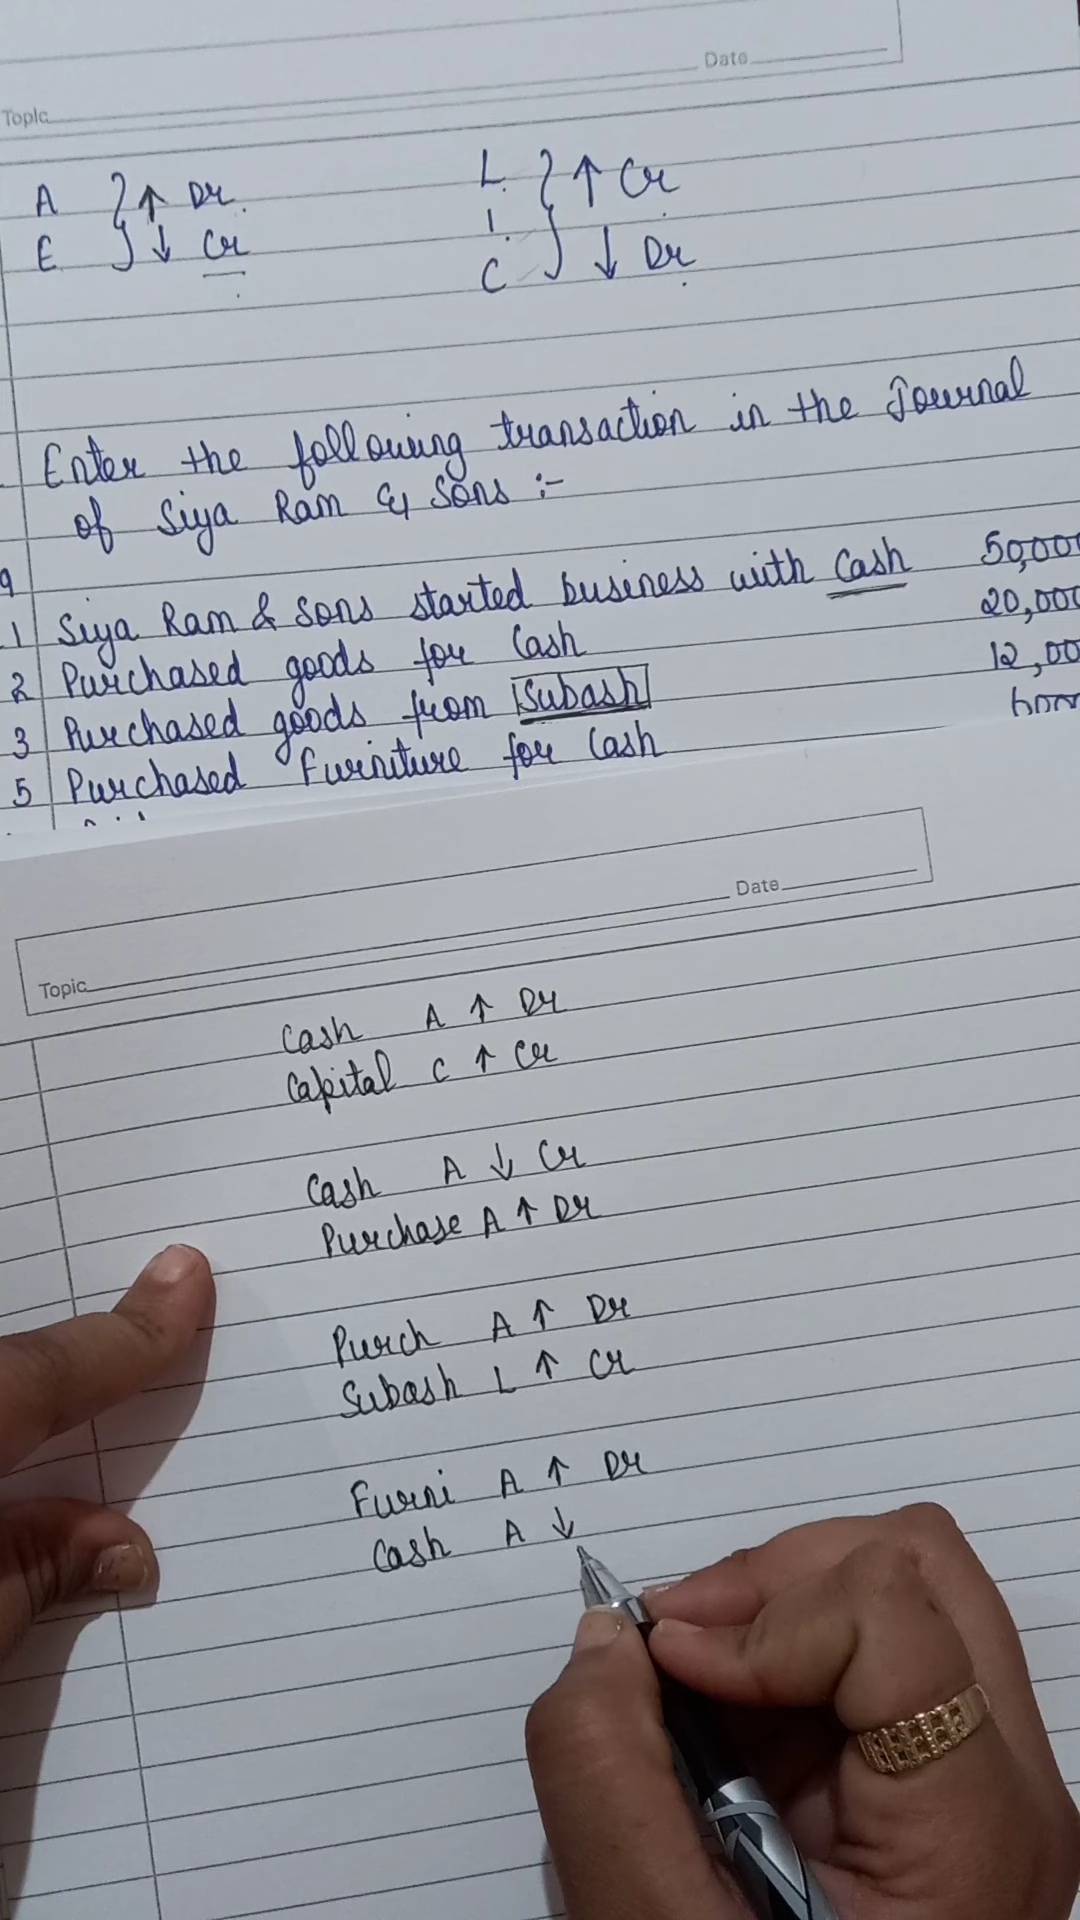 Date
Topic
A } ↑ Dr.
E } ↓ Cr
L. } ↑ Cr
I.
C } ↓ Dr
Enter the following transaction in the Journal
of Siya Ram & Sons :-
1 Siya Ram & Sons started business with Cash 50,000
2 Purchased goods for Cash 20,000
3 Purchased goods from Subash 12,00
5 Purchased Furniture for Cash
Date
Topic
Cash A ↑ Dr
Capital C ↑ Cr
Cash A ↓ Cr
Purchase A ↑ Dr
Purch A ↑ Dr
Subash L ↑ Cr
Furni A ↑ Dr
Cash A ↓